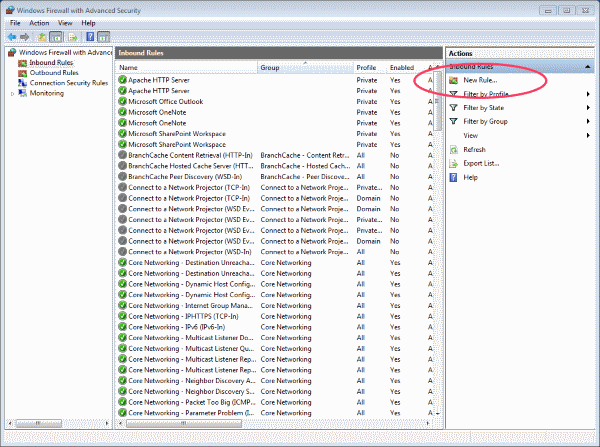 Windows Firewall with Advanced Security
File Action View Help
Windows Firewall with Advance
Inbound Rules
Outbound Rules
Connection Security Rules
Monitoring
Inbound Rules
Name Group Profile Enabled A
Apache HTTP Server Private Yes A
Apache HTTP Server Private Yes A
Microsoft Office Outlook Private Yes A
Microsoft OneNote Private Yes A
Microsoft OneNote Private Yes A
Microsoft SharePoint Workspace Private Yes A
Microsoft SharePoint Workspace Private Yes A
BranchCache Content Retrieval (HTTP-In) BranchCache - Content Retr... All No A
BranchCache Hosted Cache Server (HTT... BranchCache - Hosted Cach... All No A
BranchCache Peer Discovery (WSD-In) BranchCache - Peer Discove... All No A
Connect to a Network Projector (TCP-In) Connect to a Network Proje... Private... No A
Connect to a Network Projector (TCP-In) Connect to a Network Proje... Domain No A
Connect to a Network Projector (WSD Ev... Connect to a Network Proje... Private... No A
Connect to a Network Projector (WSD Ev... Connect to a Network Proje... Domain No A
Connect to a Network Projector (WSD Ev... Connect to a Network Proje... Private... No A
Connect to a Network Projector (WSD Ev... Connect to a Network Proje... Domain No A
Connect to a Network Projector (WSD-In) Connect to a Network Proje... All No A
Core Networking - Destination Unreacha... Core Networking All Yes A
Core Networking - Destination Unreacha... Core Networking All Yes A
Core Networking - Dynamic Host Config... Core Networking All Yes A
Core Networking - Dynamic Host Config... Core Networking All Yes A
Core Networking - Internet Group Mana... Core Networking All Yes A
Core Networking - IPHTTPS (TCP-In) Core Networking All Yes A
Core Networking - IPv6 (IPv6-In) Core Networking All Yes A
Core Networking - Multicast Listener Do... Core Networking All Yes A
Core Networking - Multicast Listener Qu... Core Networking All Yes A
Core Networking - Multicast Listener Rep... Core Networking All Yes A
Core Networking - Multicast Listener Rep... Core Networking All Yes A
Core Networking - Neighbor Discovery A... Core Networking All Yes A
Core Networking - Neighbor Discovery S... Core Networking All Yes A
Core Networking - Packet Too Big (ICMP... Core Networking All Yes A
Core Networking - Parameter Problem (I... Core Networking All Yes A
Actions
Inbound Rules
New Rule...
Filter by Profile
Filter by State
Filter by Group
View
Refresh
Export List...
Help